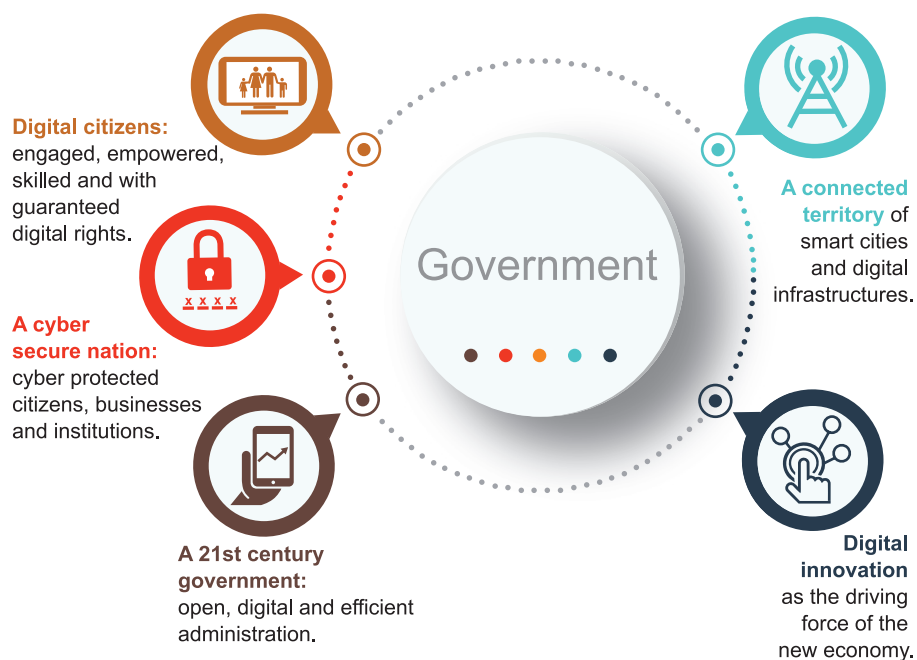 Digital citizens:
engaged, empowered,
skilled and with
guaranteed
digital rights.
A cyber
secure nation:
cyber protected
citizens, businesses
and institutions.
A 21st century
government:
open, digital and efficient
administration.
Government
A connected
territory of
smart cities
and digital
infrastructures.
Digital
innovation
as the driving
force of the
new economy.
x x x x